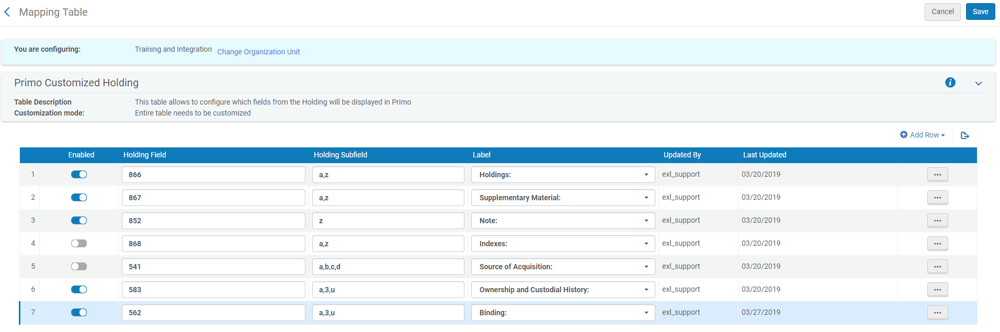 Mapping Table
Cancel
Save
You are configuring:
Training and Integration
Change Organization Unit
Primo Customized Holding
Table Description
This table allows to configure which fields from the Holding will be displayed in Primo
Customization mode:
Entire table needs to be customized
Add Row
Enabled Holding Field Holding Subfield Label Updated By Last Updated
1 866 a,z Holdings: exl_support 03/20/2019
2 867 a,z Supplementary Material: exl_support 03/20/2019
3 852 z Note: exl_support 03/20/2019
4 868 a,z Indexes: exl_support 03/20/2019
5 541 a,b,c,d Source of Acquisition: exl_support 03/20/2019
6 583 a,3,u Ownership and Custodial History: exl_support 03/20/2019
7 562 a,3,u Binding: exl_support 03/27/2019